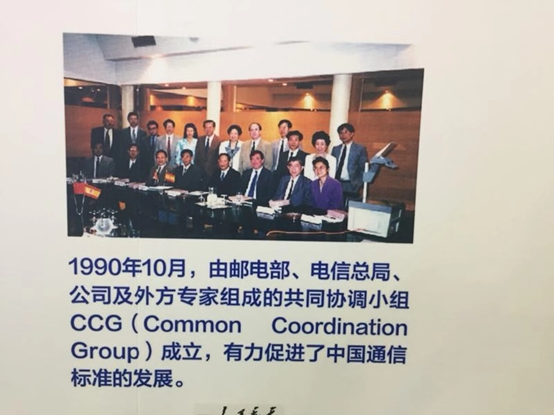 1990年10月，由邮电部、电信总局、
公司及外方专家组成的共同协调小组
CCG（Common Coordination
Group）成立，有力促进了中国通信
标准的发展。